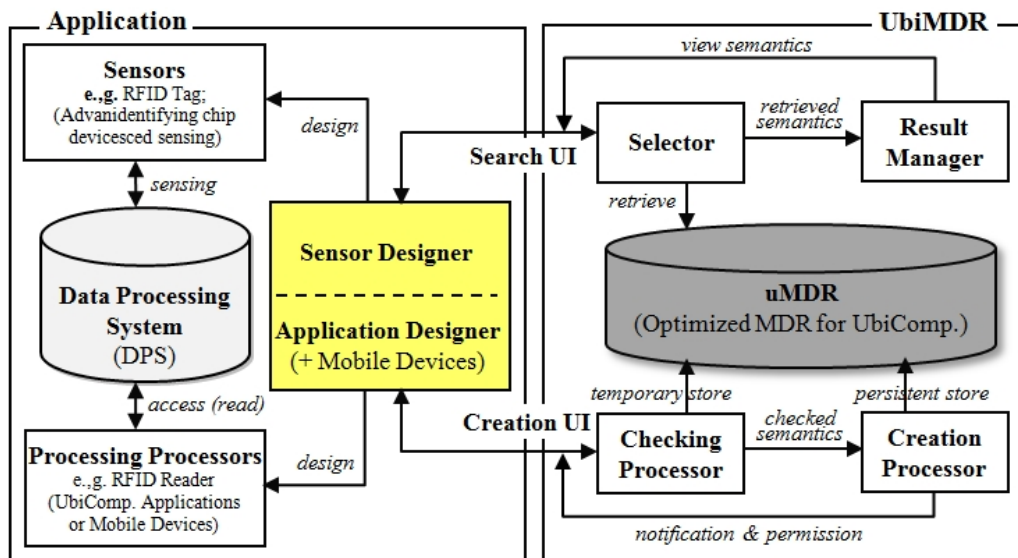 Application
Sensors
e.,g. RFID Tag;
(Advanidentifying chip
devicesced sensing)
design
sensing
Data Processing
System
(DPS)
Sensor Designer
Application Designer
(+ Mobile Devices)
access (read)
Processing Processors
e.,g. RFID Reader
(UbiComp. Applications
or Mobile Devices)
design
Search UI
Creation UI
UbiMDR
view semantics
Selector
retrieved
semantics
Result
Manager
retrieve
uMDR
(Optimized MDR for UbiComp.)
temporary store
persistent store
Checking
Processor
checked
semantics
Creation
Processor
notification & permission